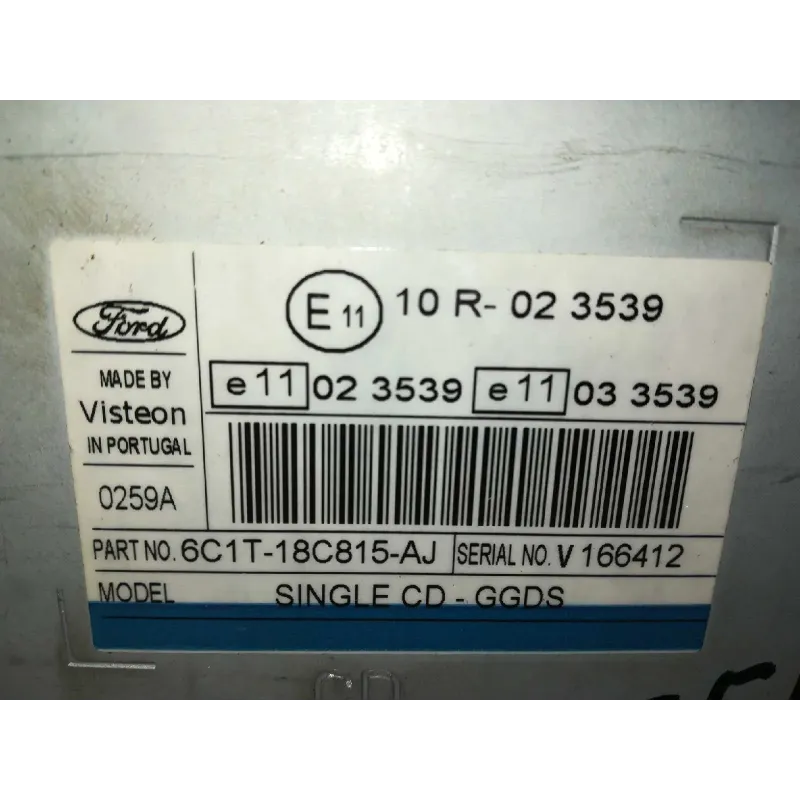 Ford
MADE BY
Visteon
IN PORTUGAL
0259A
E 11 10 R- 02 3539
e 11 02 3539 e 11 03 3539
PART NO. 6C1T-18C815-AJ SERIAL NO. V 166412
MODEL SINGLE CD - GGDS
CD